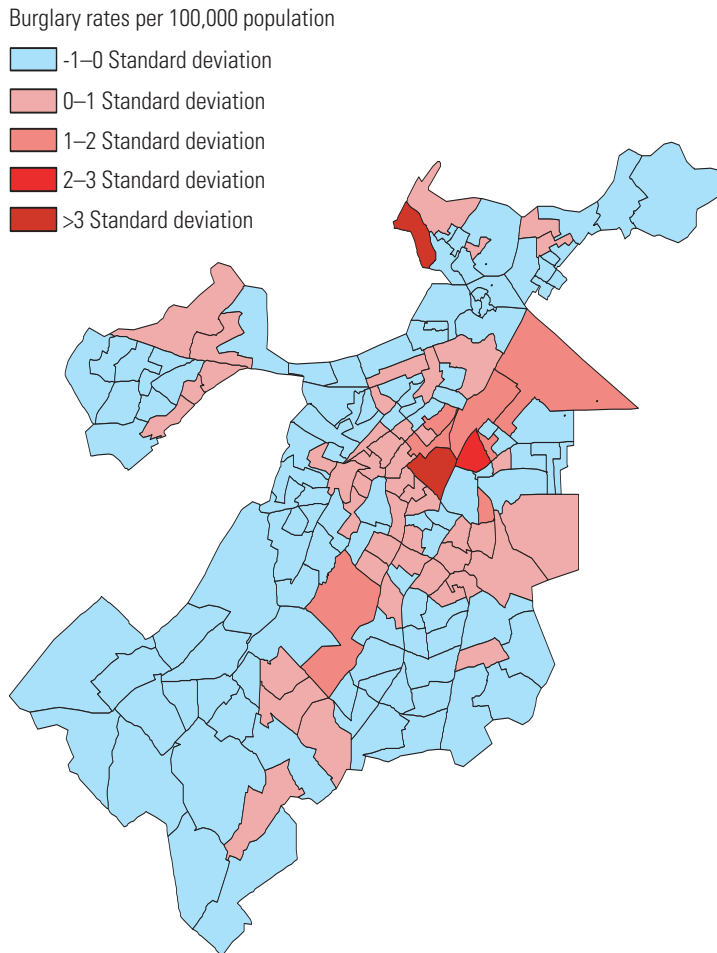 Burglary rates per 100,000 population
-1–0 Standard deviation
0–1 Standard deviation
1–2 Standard deviation
2–3 Standard deviation
>3 Standard deviation